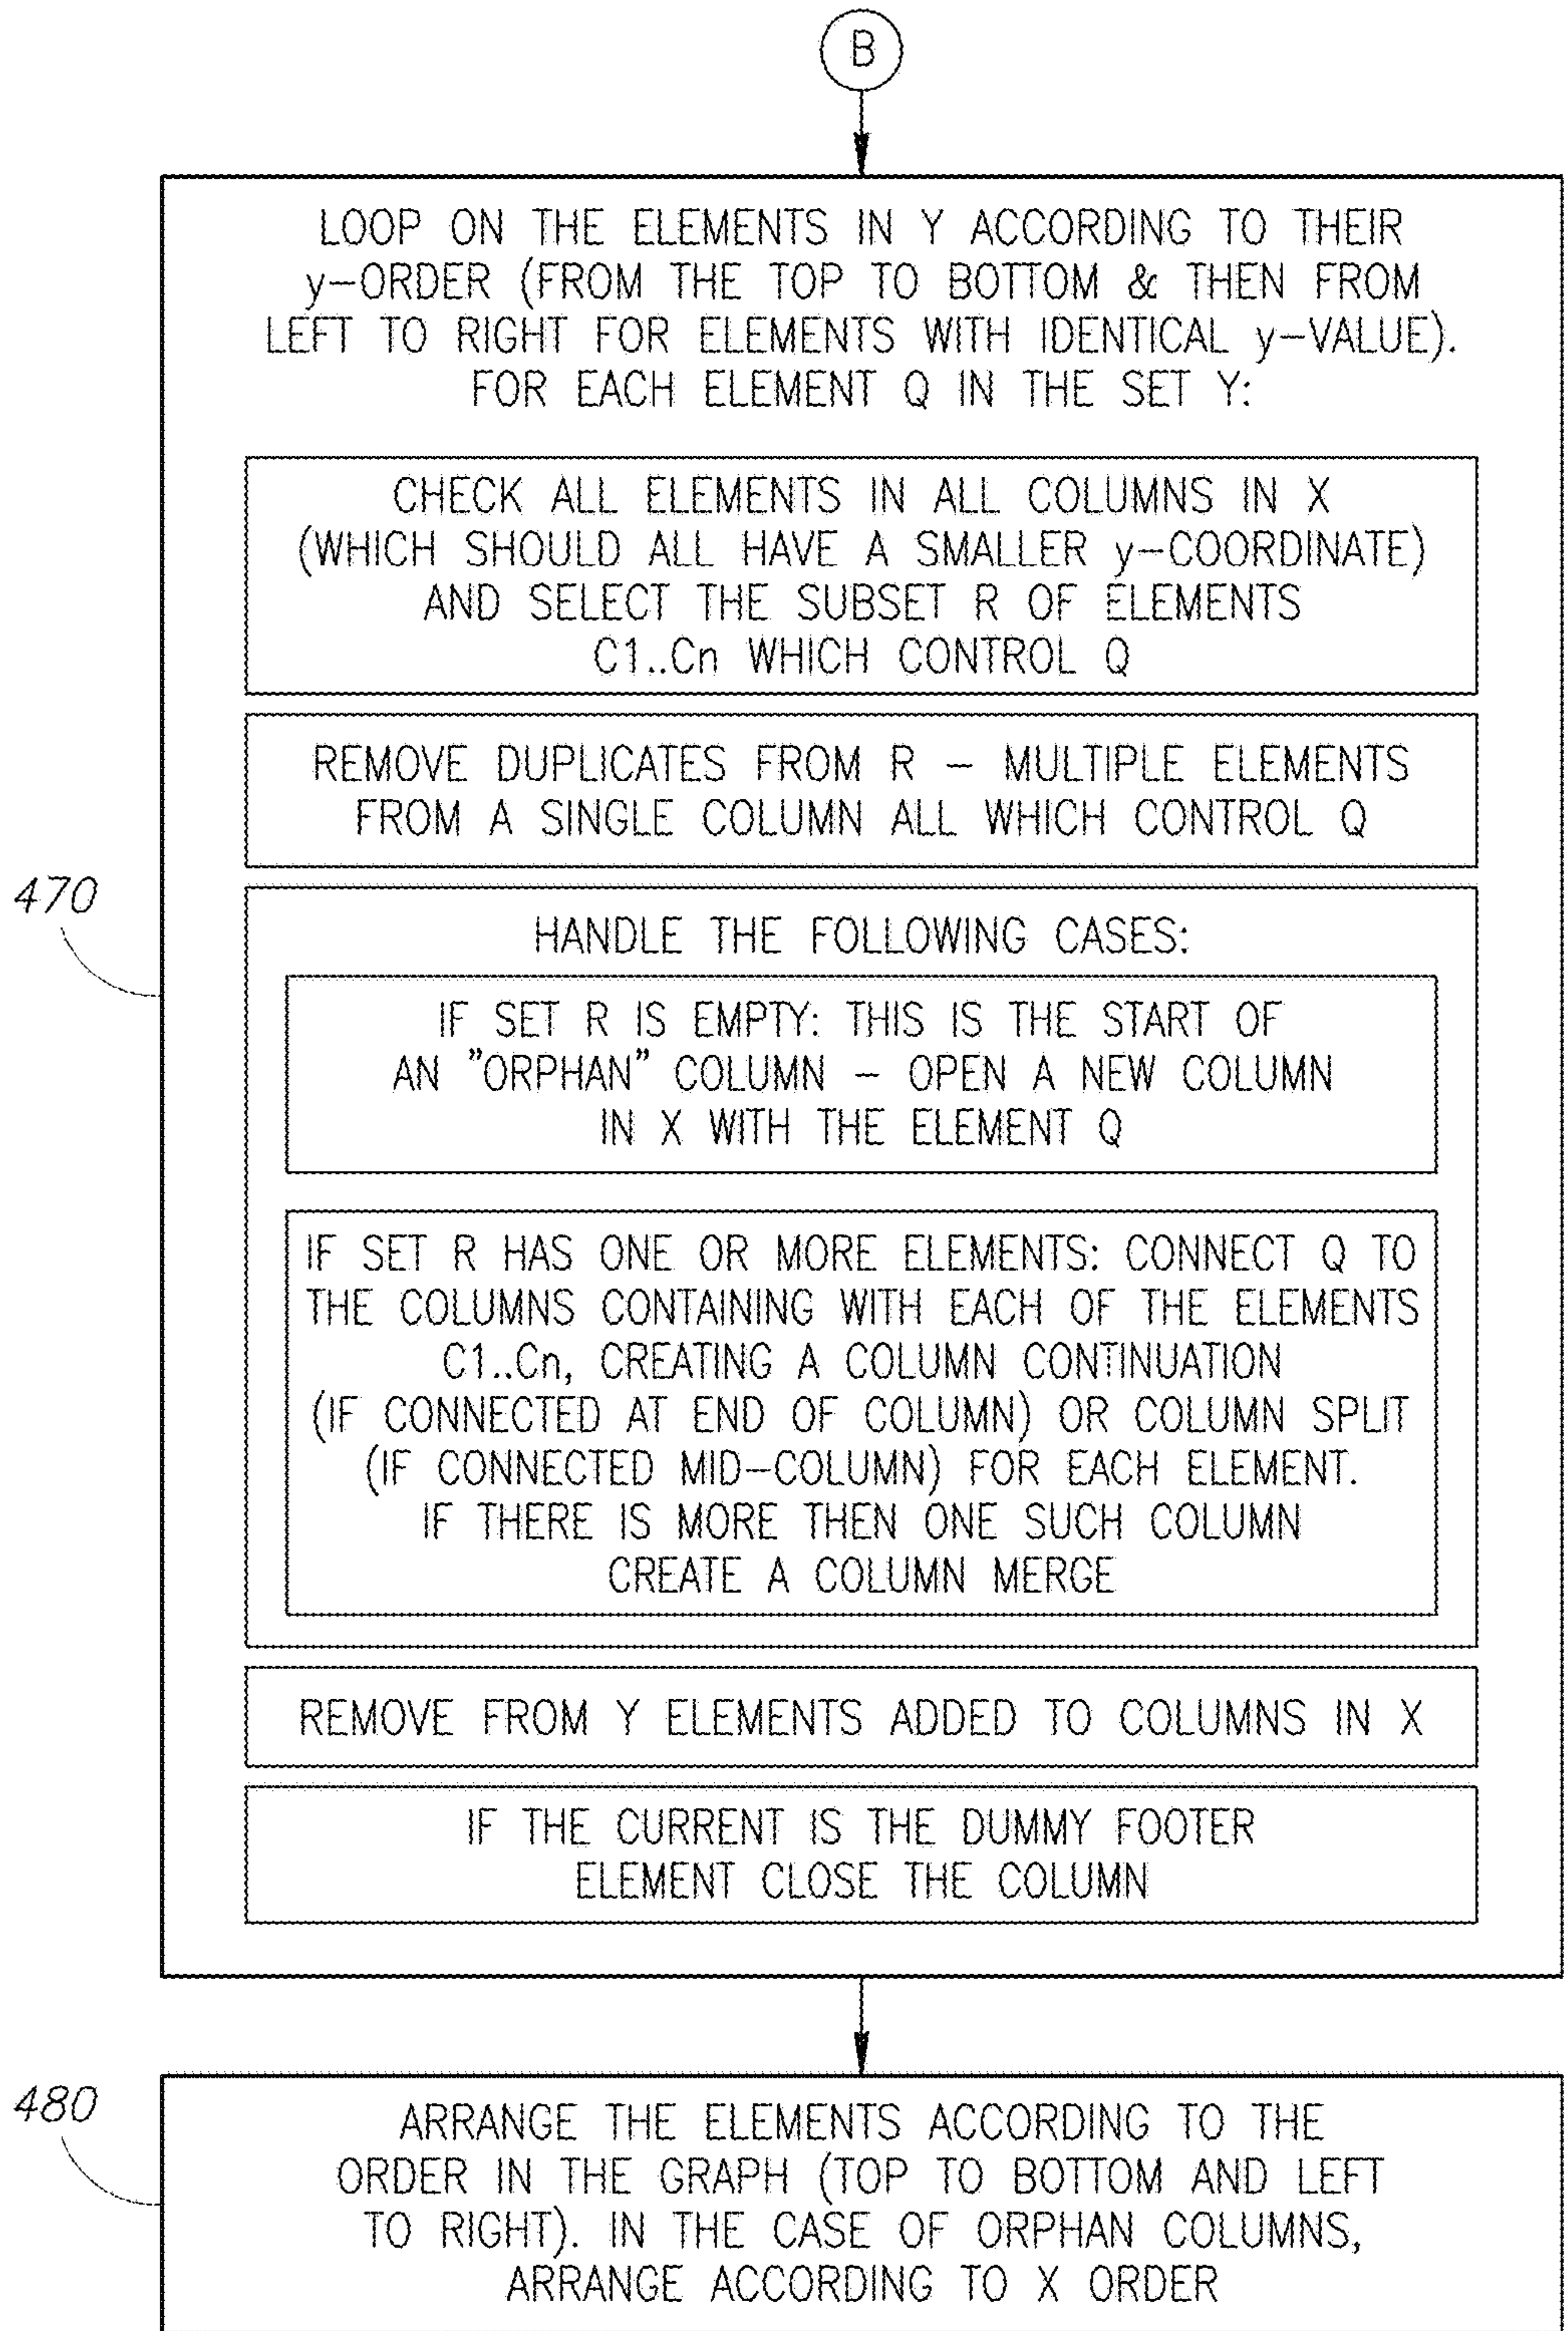 B
LOOP ON THE ELEMENTS IN Y ACCORDING TO THEIR
y-ORDER (FROM THE TOP TO BOTTOM & THEN FROM
LEFT TO RIGHT FOR ELEMENTS WITH IDENTICAL y-VALUE).
FOR EACH ELEMENT Q IN THE SET Y:
CHECK ALL ELEMENTS IN ALL COLUMNS IN X
(WHICH SHOULD ALL HAVE A SMALLER y-COORDINATE)
AND SELECT THE SUBSET R OF ELEMENTS
C1..Cn WHICH CONTROL Q
REMOVE DUPLICATES FROM R - MULTIPLE ELEMENTS
FROM A SINGLE COLUMN ALL WHICH CONTROL Q
470
HANDLE THE FOLLOWING CASES:
IF SET R IS EMPTY: THIS IS THE START OF
AN "ORPHAN" COLUMN - OPEN A NEW COLUMN
IN X WITH THE ELEMENT Q
IF SET R HAS ONE OR MORE ELEMENTS: CONNECT Q TO
THE COLUMNS CONTAINING WITH EACH OF THE ELEMENTS
C1..Cn, CREATING A COLUMN CONTINUATION
(IF CONNECTED AT END OF COLUMN) OR COLUMN SPLIT
(IF CONNECTED MID-COLUMN) FOR EACH ELEMENT.
IF THERE IS MORE THEN ONE SUCH COLUMN
CREATE A COLUMN MERGE
REMOVE FROM Y ELEMENTS ADDED TO COLUMNS IN X
IF THE CURRENT IS THE DUMMY FOOTER
ELEMENT CLOSE THE COLUMN
480
ARRANGE THE ELEMENTS ACCORDING TO THE
ORDER IN THE GRAPH (TOP TO BOTTOM AND LEFT
TO RIGHT). IN THE CASE OF ORPHAN COLUMNS,
ARRANGE ACCORDING TO X ORDER